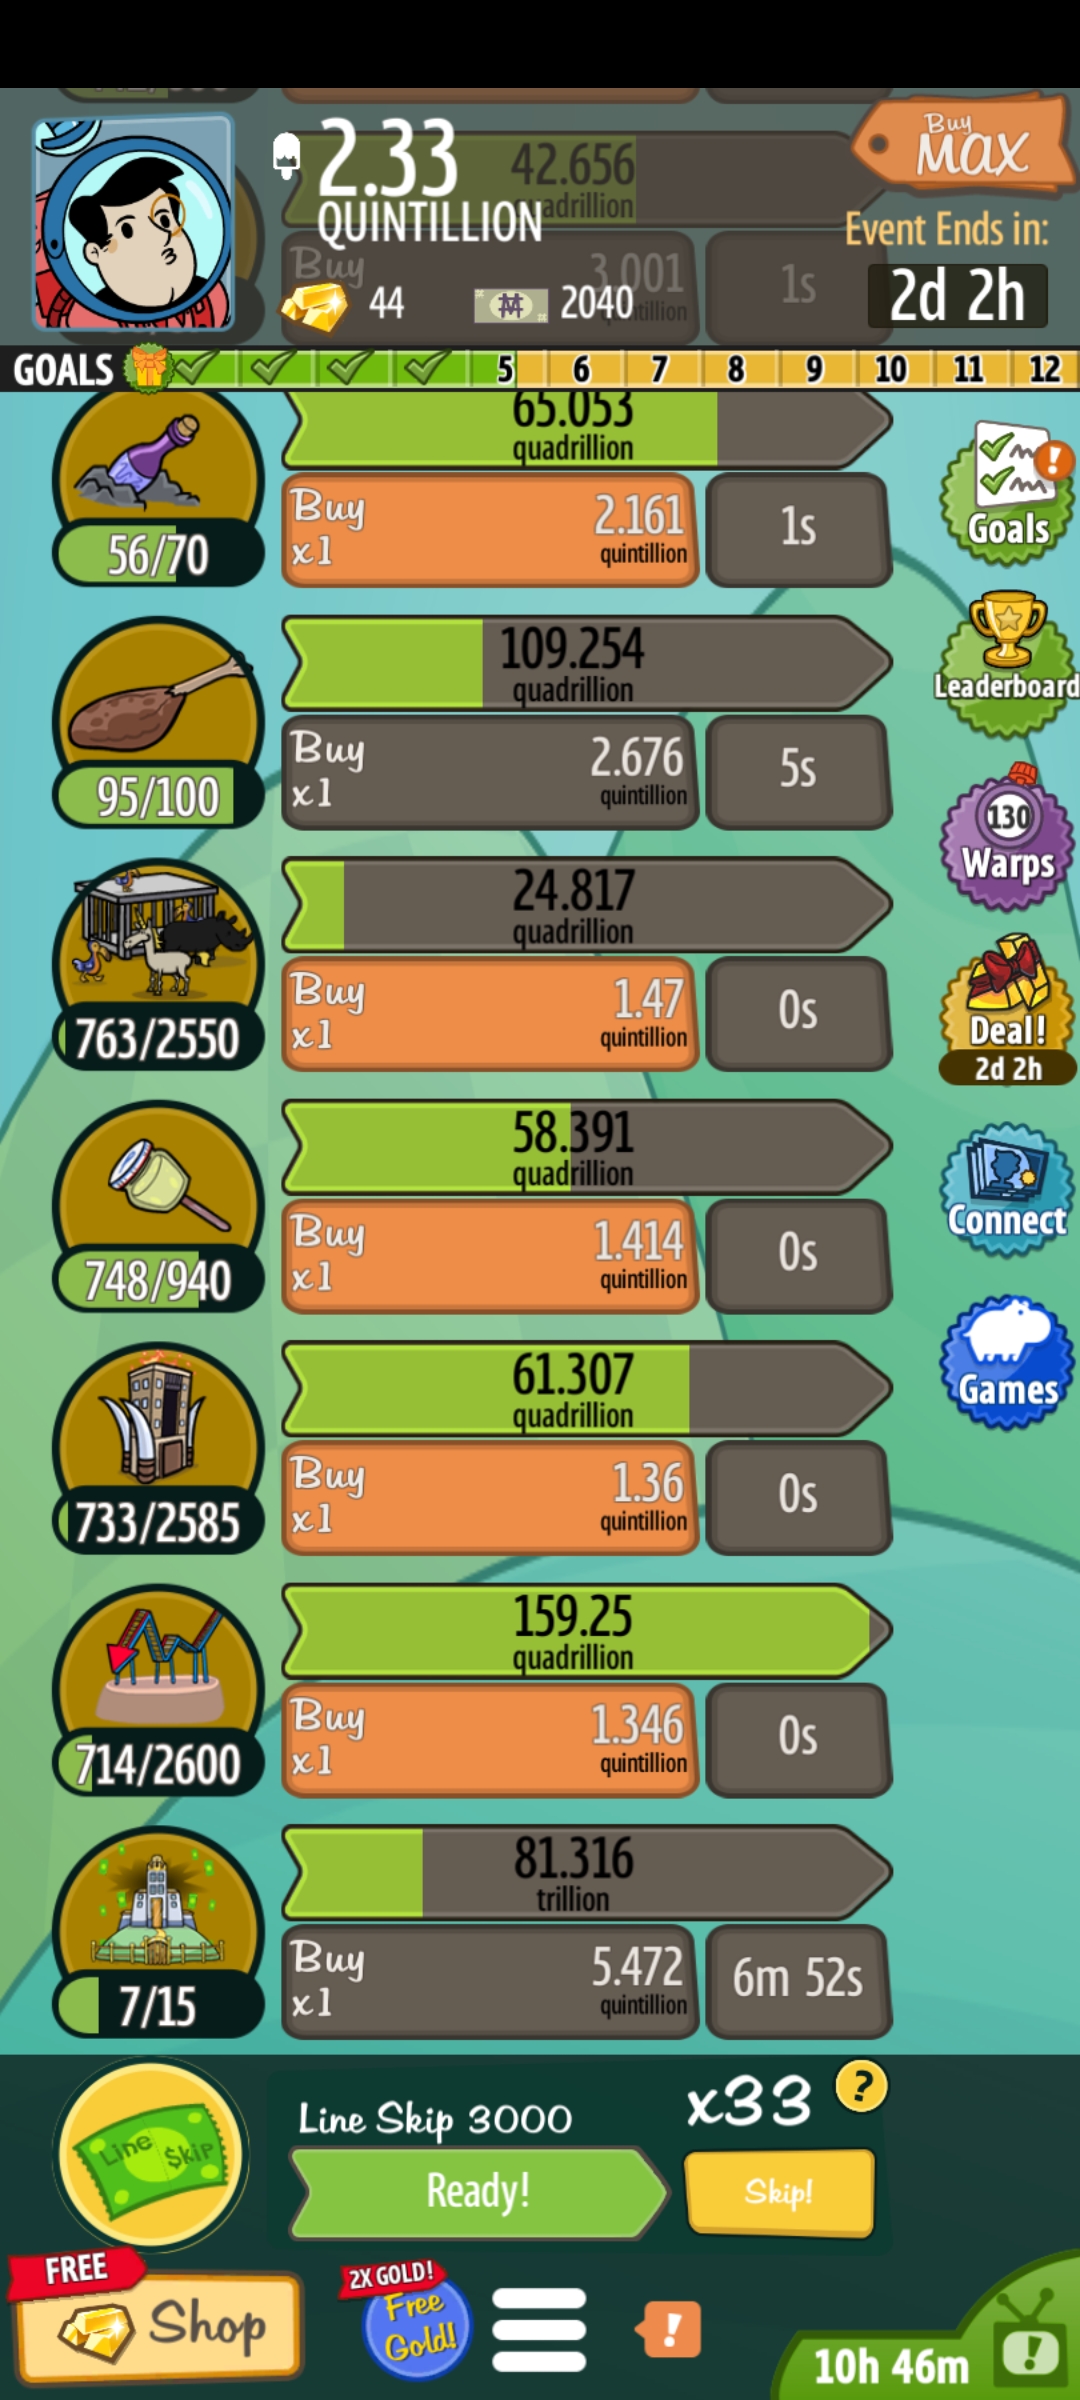 2.33
QUINTILLION
42.656
quadrillion
Buy
MAX
Event Ends in:
2d 2h
Buy
3.001
1s
44
2040
GOALS
5 6 7 8 9 10 11 12
65.053
quadrillion
56/70
Buy
x1
2.161
quintillion
1s
Goals
109.254
quadrillion
95/100
Buy
x1
2.676
quintillion
5s
Leaderboard
24.817
quadrillion
763/2550
Buy
x1
1.47
quintillion
0s
130
Warps
Deal!
2d 2h
58.391
quadrillion
748/940
Buy
x1
1.414
quintillion
0s
Connect
61.307
quadrillion
733/2585
Buy
x1
1.36
quintillion
0s
Games
159.25
quadrillion
714/2600
Buy
x1
1.346
quintillion
0s
81.316
trillion
7/15
Buy
x1
5.472
quintillion
6m 52s
Line $kip
Line Skip 3000
x33
?
Ready!
Skip!
FREE
Shop
2X GOLD!
Free
Gold!
!
10h 46m
!